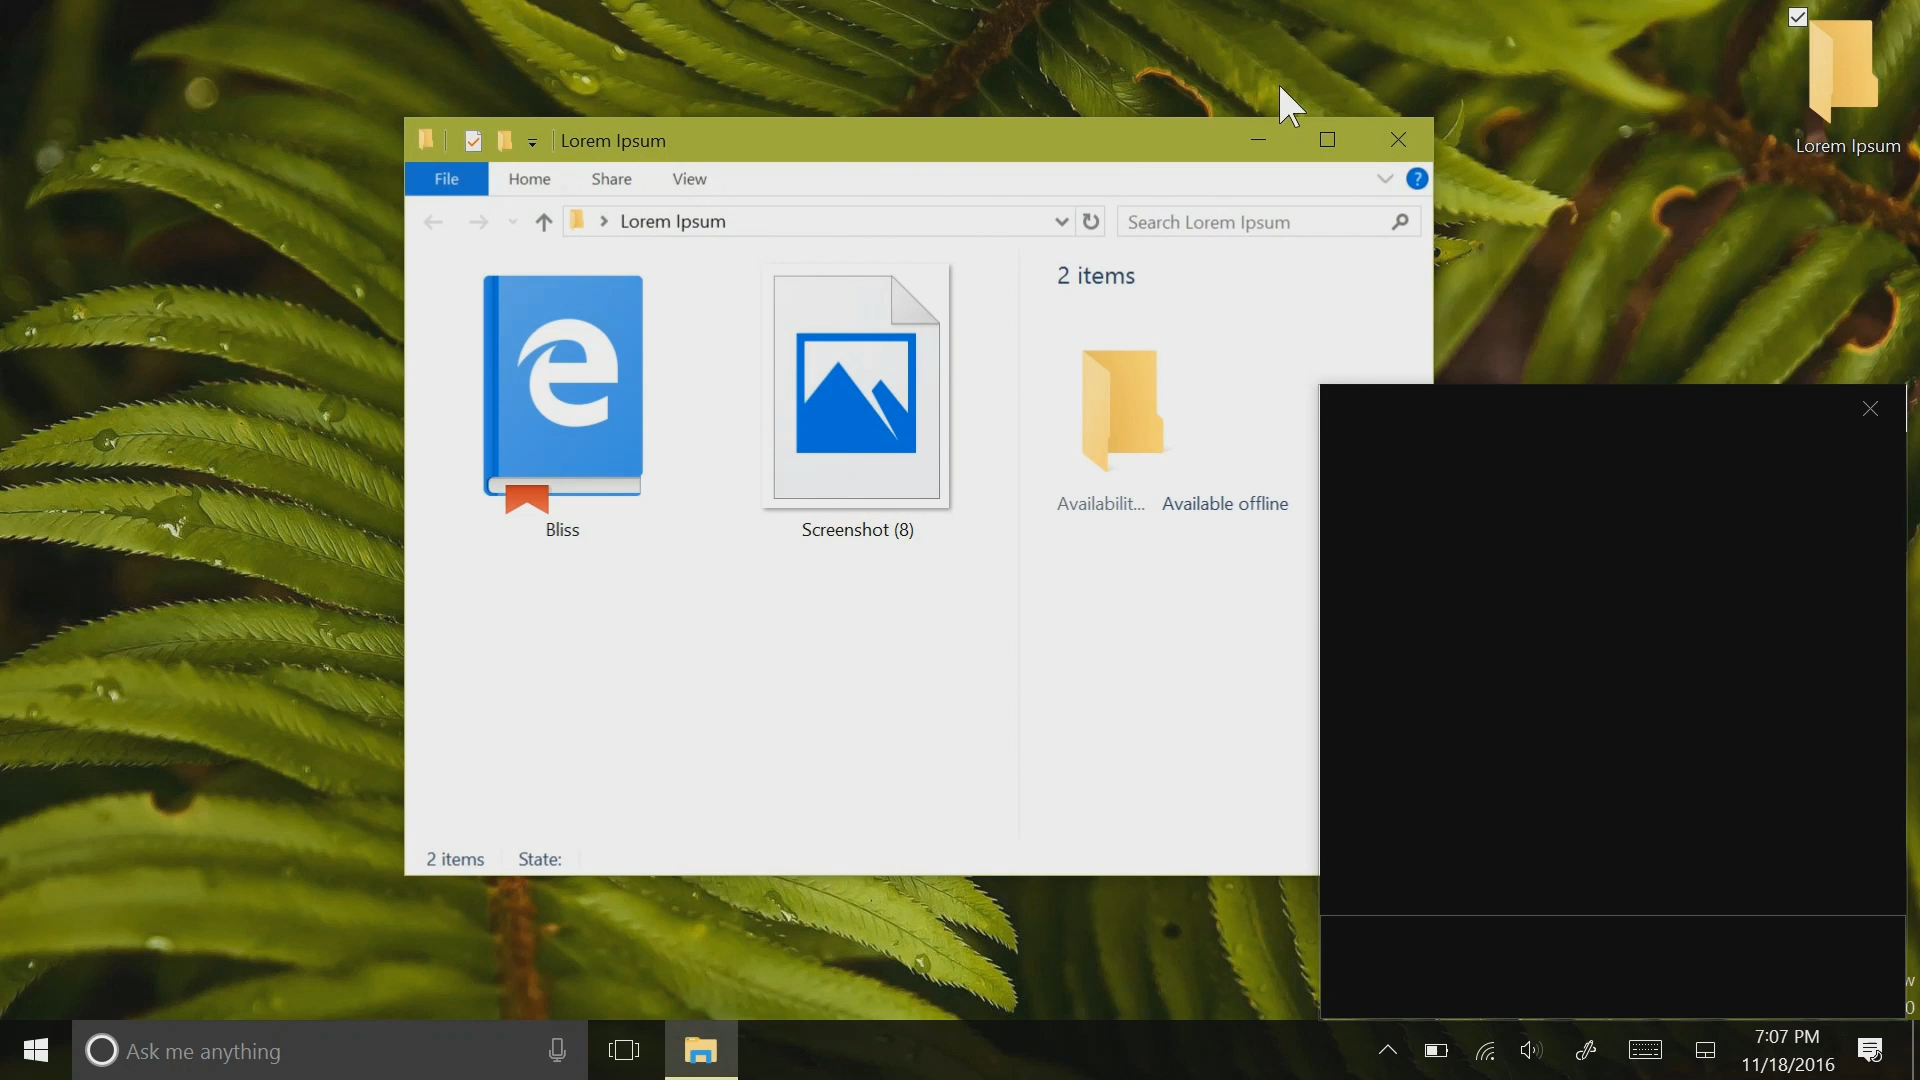 Lorem Ipsum
Lorem Ipsum
File Home Share View
?
Lorem Ipsum
Search Lorem Ipsum
2 items
Availabilit... Available offline
Bliss
Screenshot (8)
2 items State:
w
0
Ask me anything
7:07 PM
11/18/2016